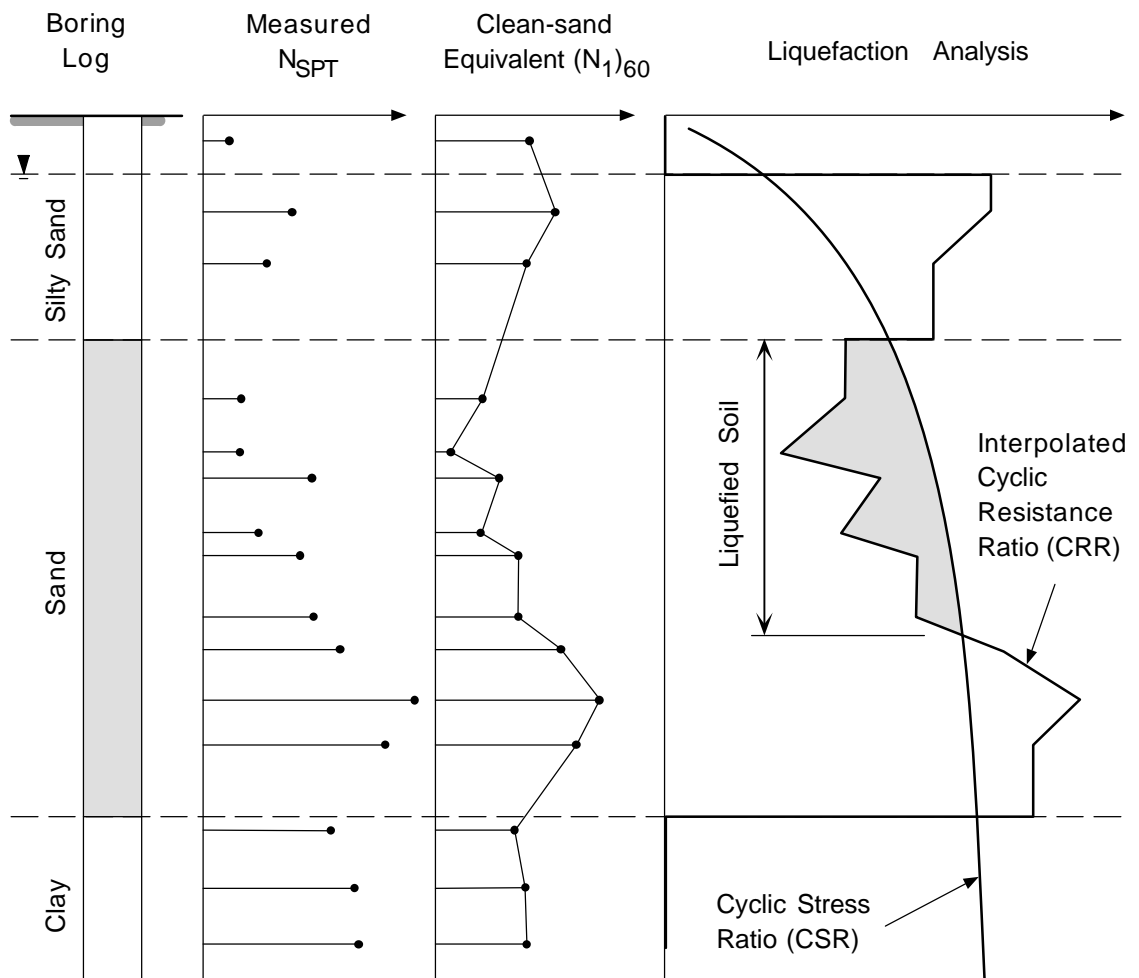 Boring
Log
Measured
N_SPT
Clean-sand
Equivalent (N₁)₆₀
Liquefaction Analysis
Silty Sand
Sand
Clay
Liquefied Soil
Interpolated
Cyclic
Resistance
Ratio (CRR)
Cyclic Stress
Ratio (CSR)